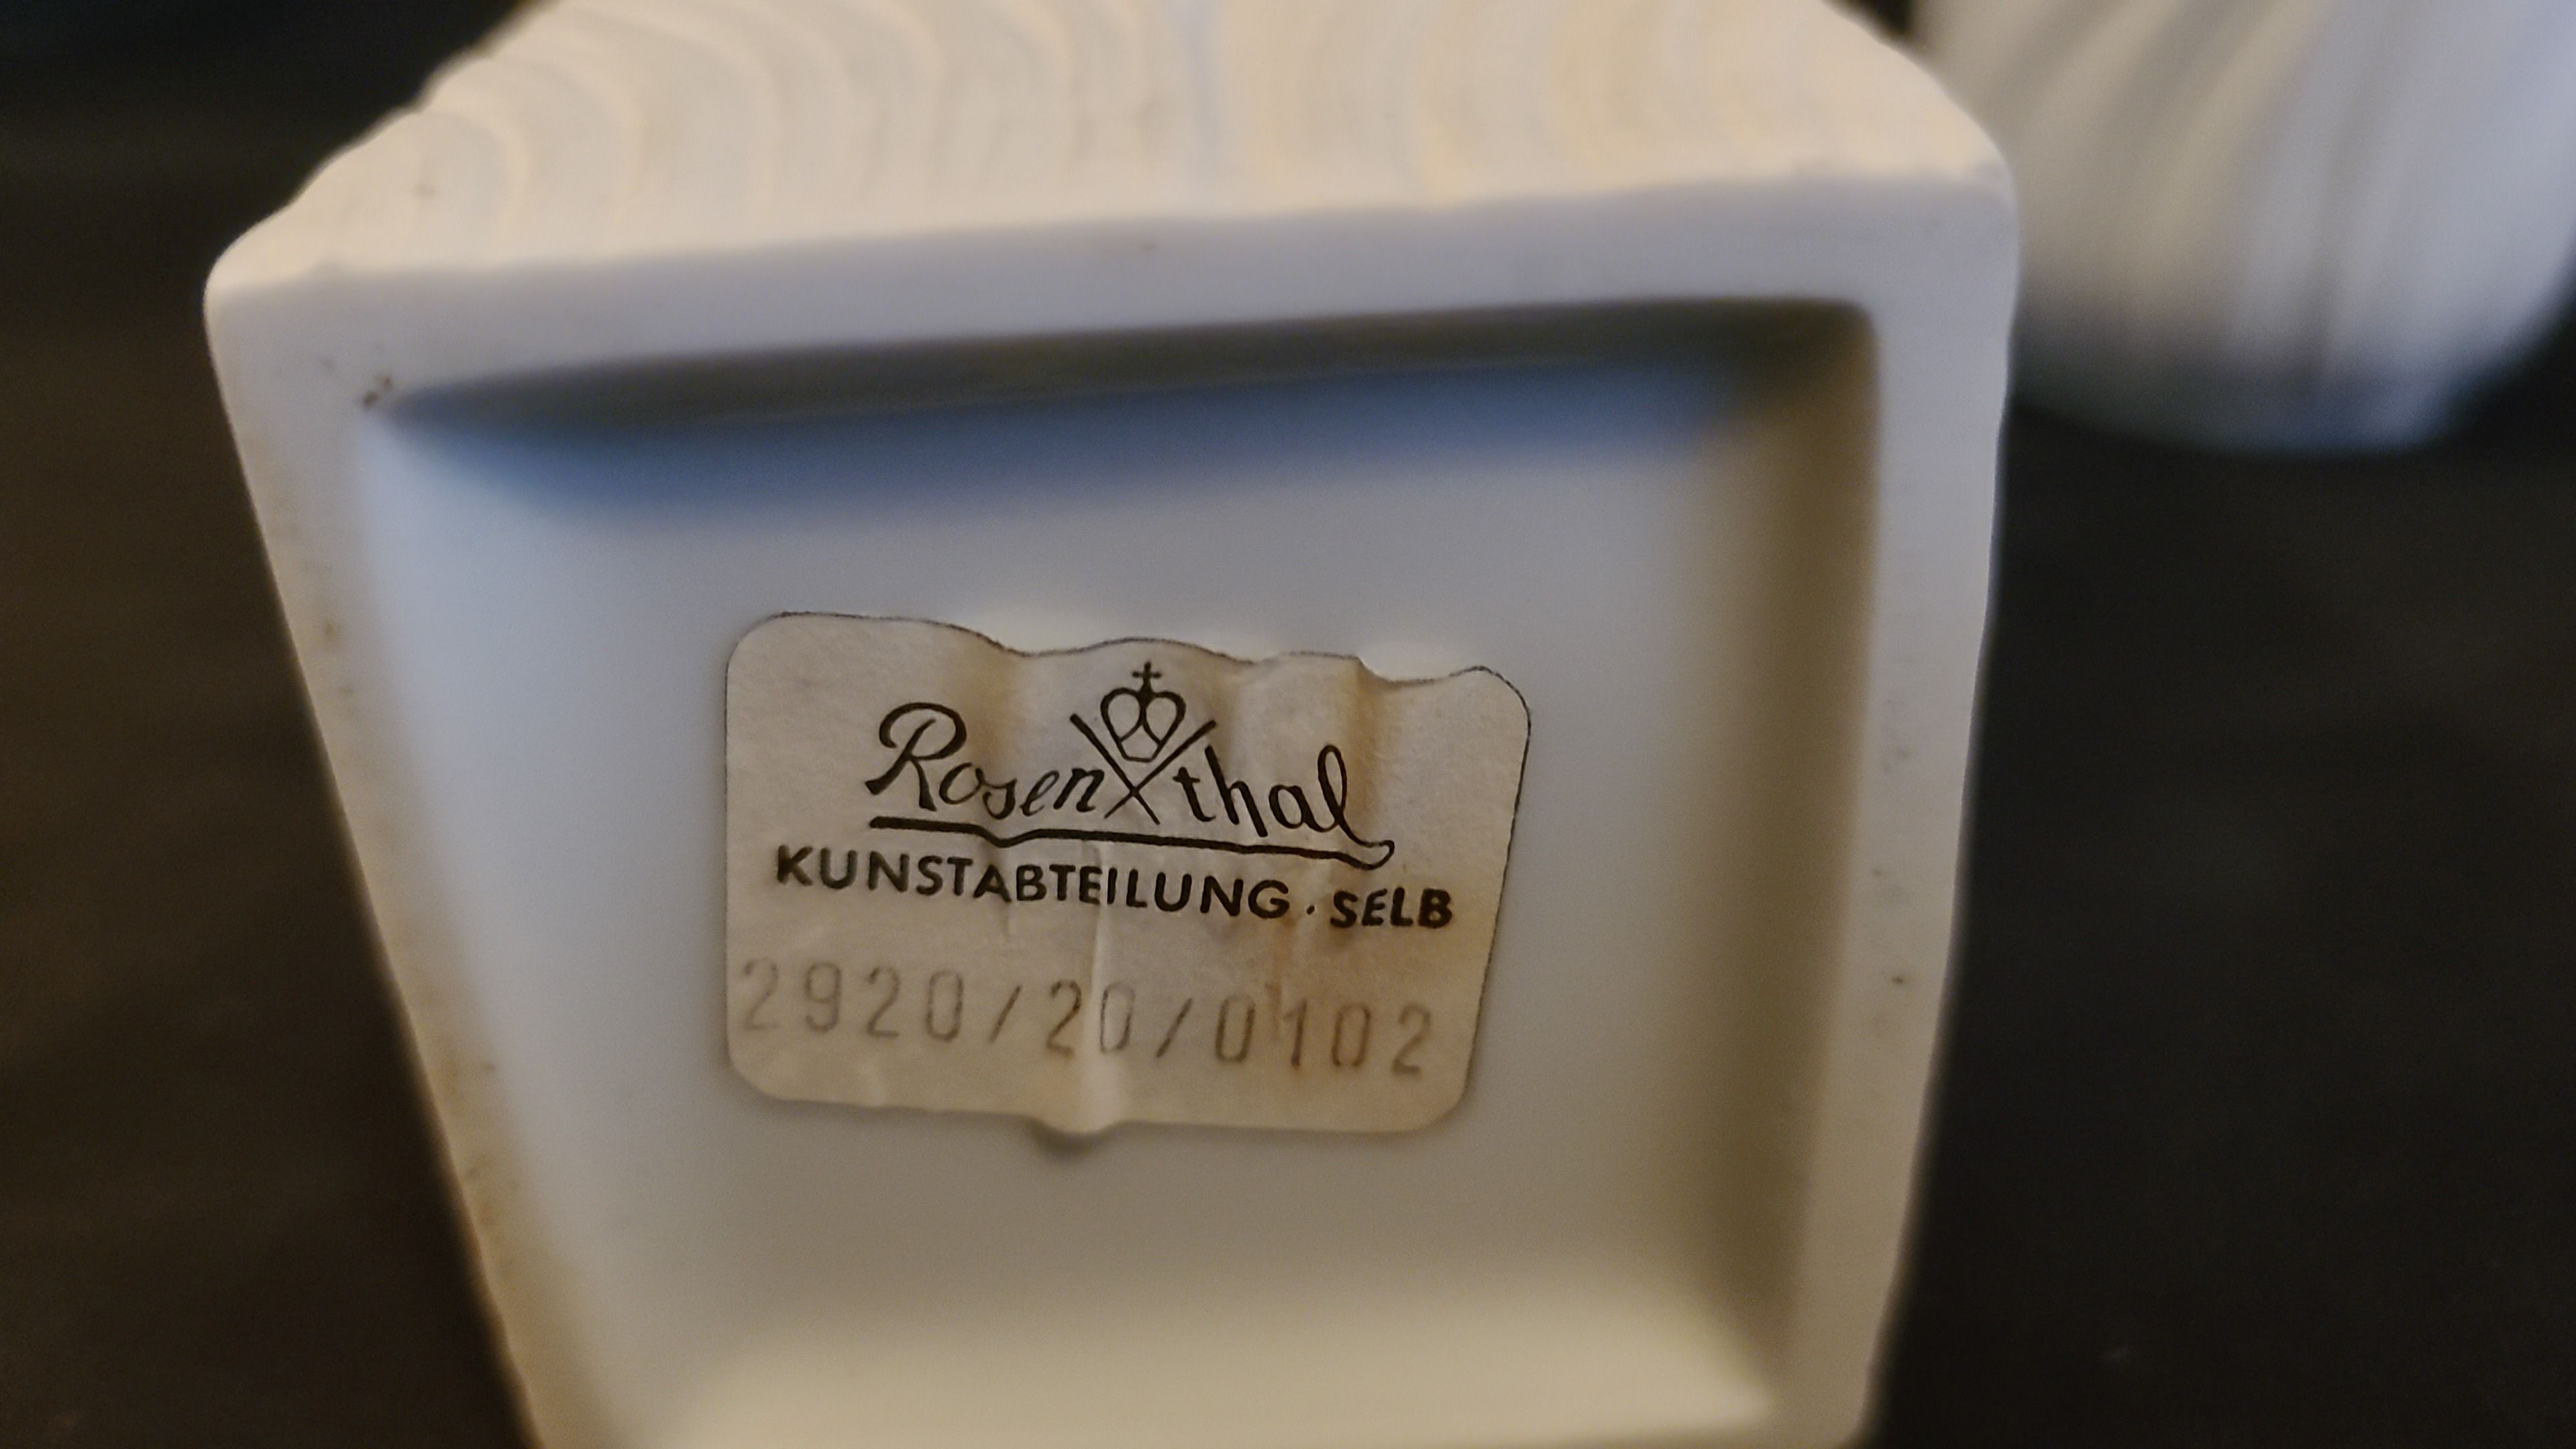 Rosenthal
KUNSTABTEILUNG · SELB
2920/20/0102